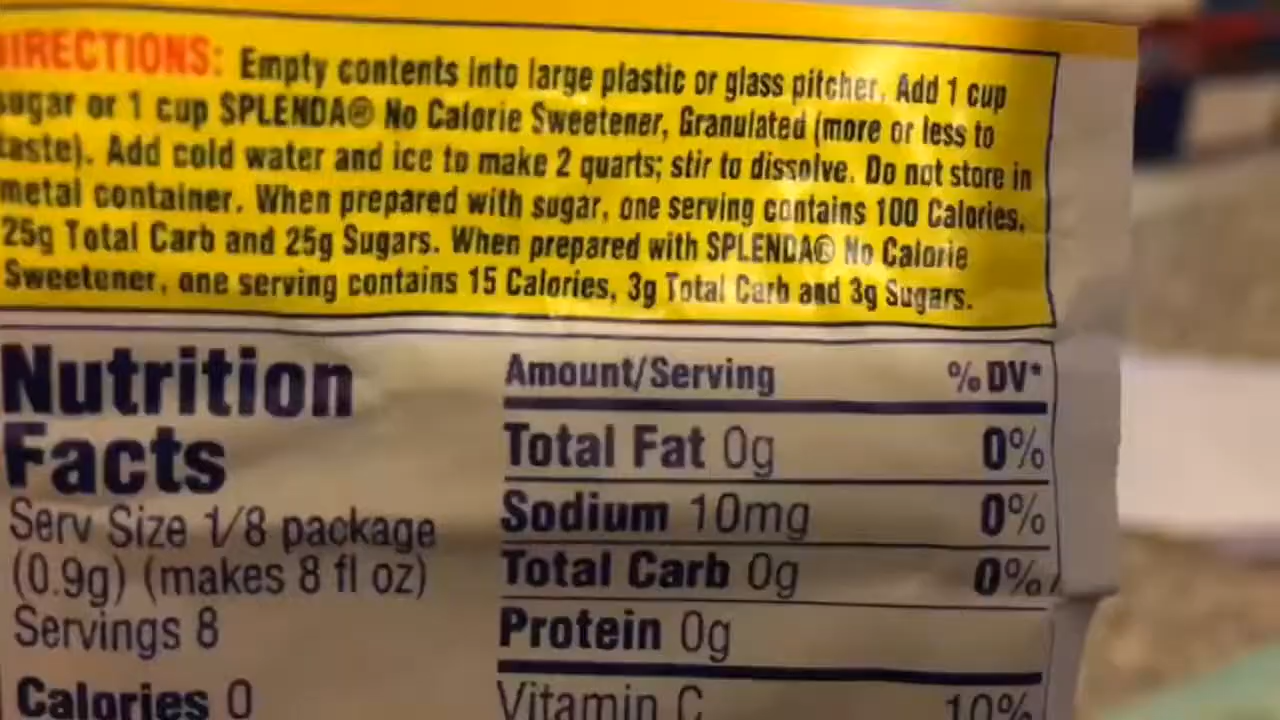 DIRECTIONS: Empty contents into large plastic or glass pitcher. Add 1 cup
sugar or 1 cup SPLENDA® No Calorie Sweetener, Granulated (more or less to
taste). Add cold water and ice to make 2 quarts; stir to dissolve. Do not store in
metal container. When prepared with sugar, one serving contains 100 Calories,
25g Total Carb and 25g Sugars. When prepared with SPLENDA® No Calorie
Sweetener, one serving contains 15 Calories, 3g Total Carb and 3g Sugars.
Nutrition
Facts
Serv Size 1/8 package
(0.9g) (makes 8 fl oz)
Servings 8
Calories 0
Amount/Serving %DV*
Total Fat 0g 0%
Sodium 10mg 0%
Total Carb 0g 0%
Protein 0g
Vitamin C 10%